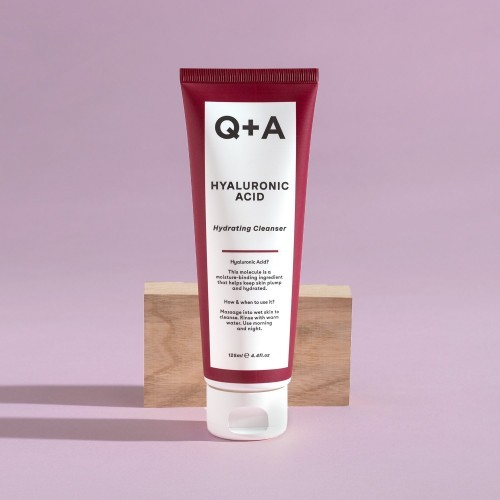 Q+A
HYALURONIC
ACID
Hydrating Cleanser
Hyaluronic Acid?
This molecule is a
moisture-binding ingredient
that helps keep skin plump
and hydrated.
How & when to use it?
Massage into wet skin to
cleanse. Rinse with warm
water. Use morning
and night.
125ml ℮ 4.4fl.oz